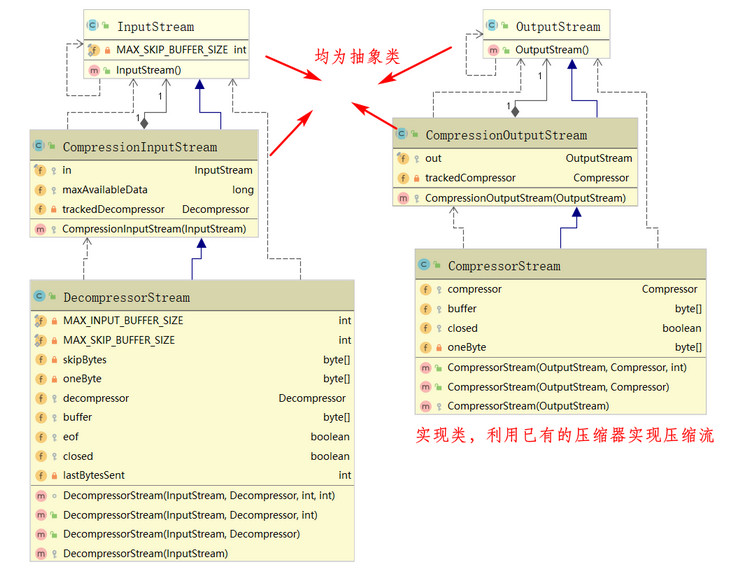 InputStream
MAX_SKIP_BUFFER_SIZE int
InputStream()
1
1
CompressionInputStream
in InputStream
maxAvailableData long
trackedDecompressor Decompressor
CompressionInputStream(InputStream)
DecompressorStream
MAX_INPUT_BUFFER_SIZE int
MAX_SKIP_BUFFER_SIZE int
skipBytes byte[]
oneByte byte[]
decompressor Decompressor
buffer byte[]
eof boolean
closed boolean
lastBytesSent int
DecompressorStream(InputStream, Decompressor, int, int)
DecompressorStream(InputStream, Decompressor, int)
DecompressorStream(InputStream, Decompressor)
DecompressorStream(InputStream)
均为抽象类
OutputStream
OutputStream()
1
1
CompressionOutputStream
out OutputStream
trackedCompressor Compressor
CompressionOutputStream(OutputStream)
CompressorStream
compressor Compressor
buffer byte[]
closed boolean
oneByte byte[]
CompressorStream(OutputStream, Compressor, int)
CompressorStream(OutputStream, Compressor)
CompressorStream(OutputStream)
实现类，利用已有的压缩器实现压缩流